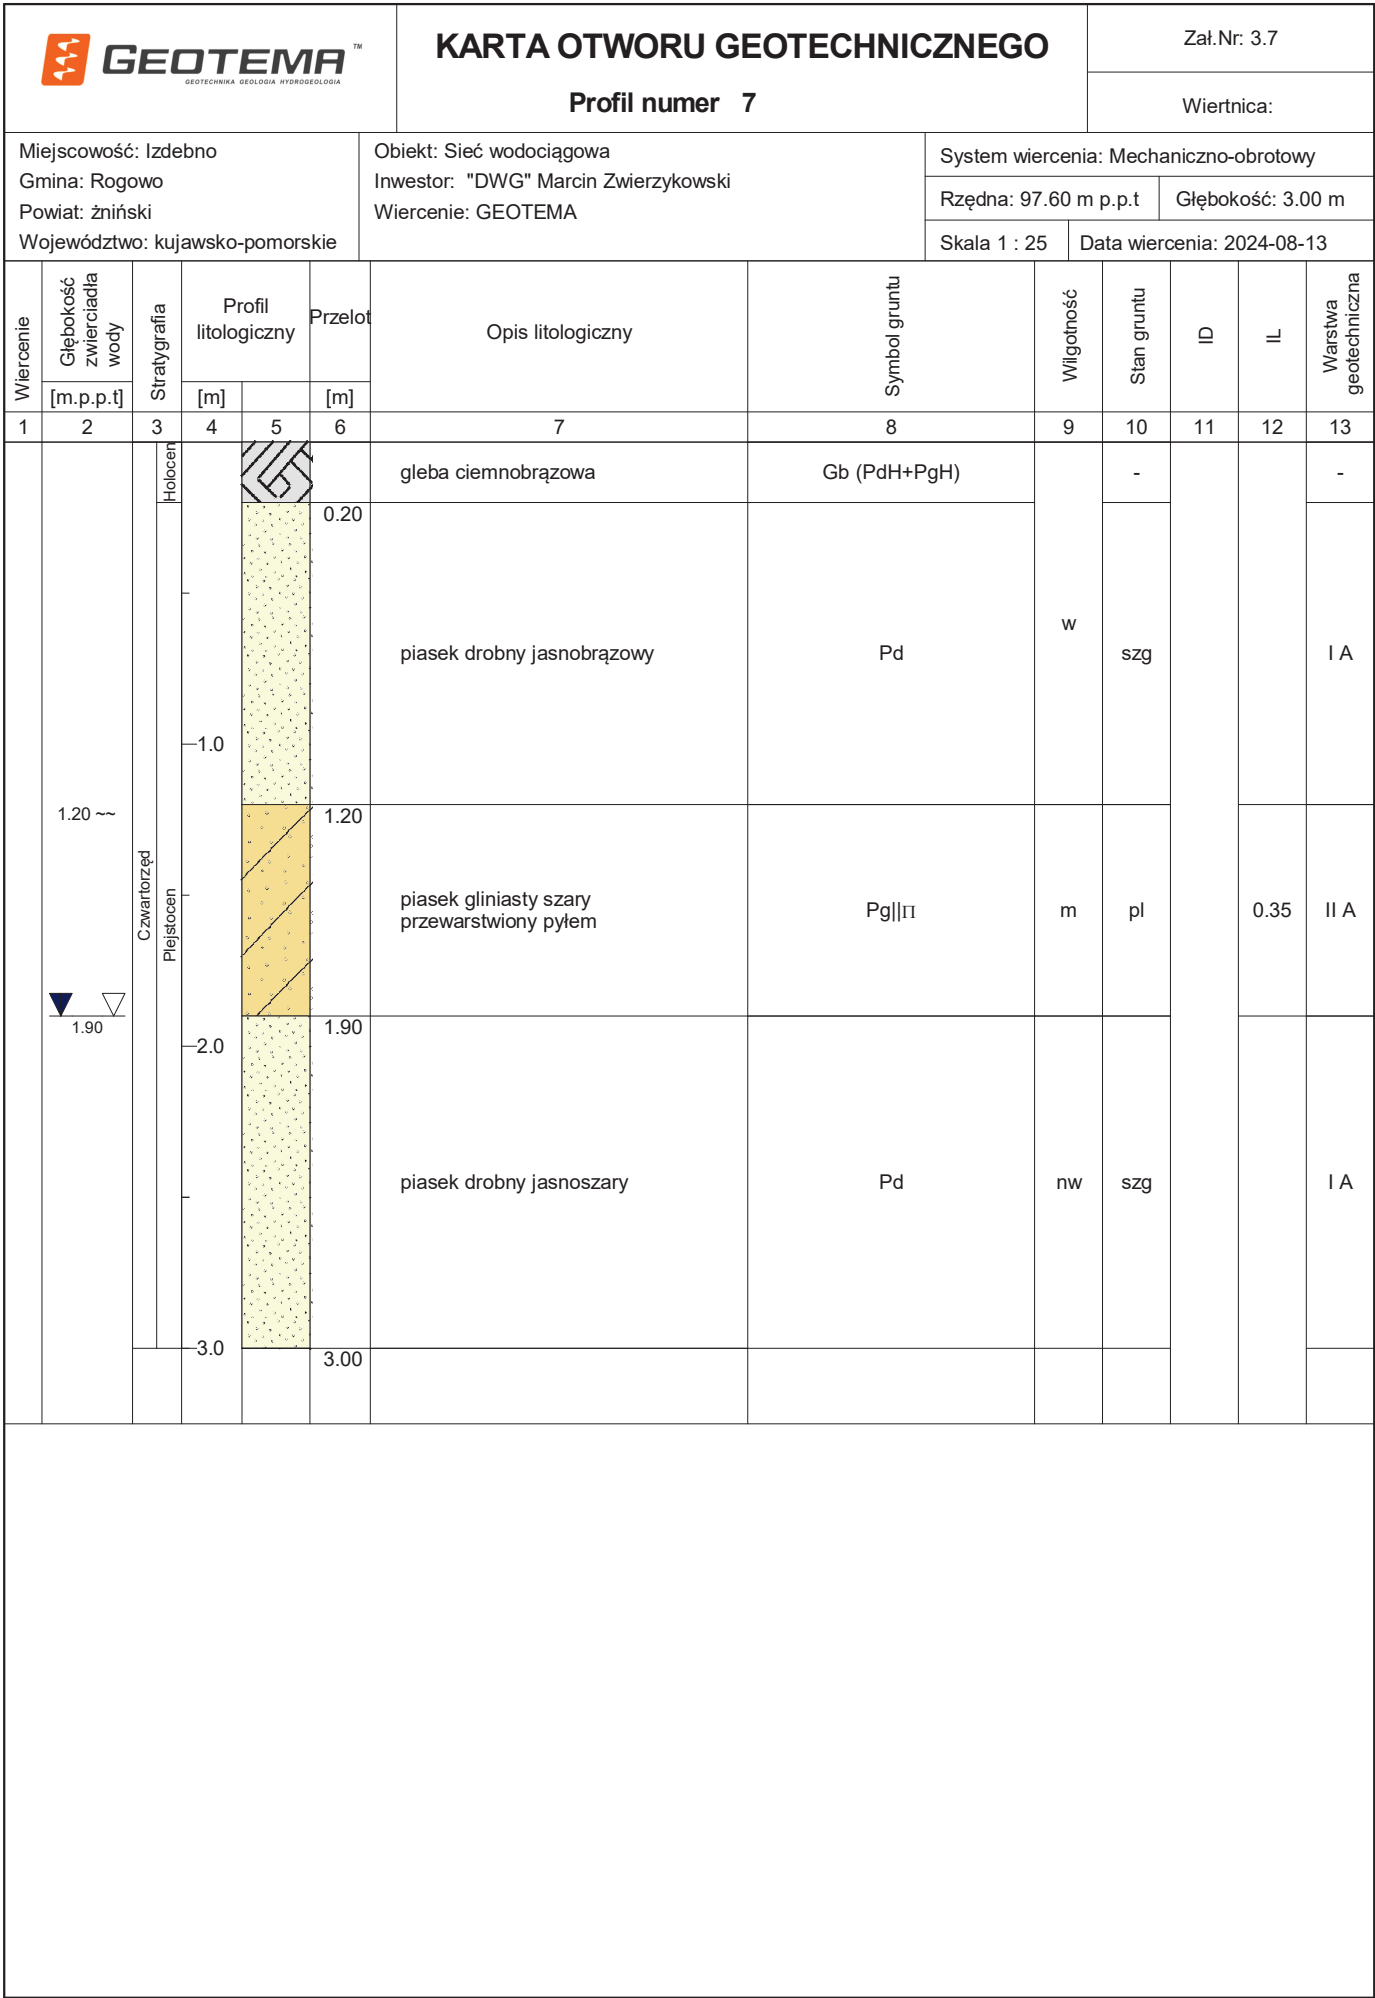 GEOTEMA™
GEOTECHNIKA GEOLOGIA HYDROGEOLOGIA
KARTA OTWORU GEOTECHNICZNEGO
Profil numer 7
Zał.Nr: 3.7
Wiertnica:
Miejscowość: Izdebno
Gmina: Rogowo
Powiat: żniński
Województwo: kujawsko-pomorskie
Obiekt: Sieć wodociągowa
Inwestor: "DWG" Marcin Zwierzykowski
Wiercenie: GEOTEMA
System wiercenia: Mechaniczno-obrotowy
Rzędna: 97.60 m p.p.t
Głębokość: 3.00 m
Skala 1 : 25
Data wiercenia: 2024-08-13
Wiercenie
Głębokość
zwierciadła
wody
[m.p.p.t]
Stratygrafia
Profil
litologiczny
[m]
Przelot
[m]
Opis litologiczny
Symbol gruntu
Wilgotność
Stan gruntu
ID
IL
Warstwa
geotechniczna
1 2 3 4 5 6 7 8 9 10 11 12 13
Holocen
gleba ciemnobrązowa
Gb (PdH+PgH)
-
-
0.20
piasek drobny jasnobrązowy
Pd
w
szg
I A
1.0
1.20 ~~
1.20
Czwartorzęd
Plejstocen
piasek gliniasty szary
przewarstwiony pyłem
Pg||Π
m
pl
0.35
II A
1.90
1.90
2.0
piasek drobny jasnoszary
Pd
nw
szg
I A
3.0
3.00